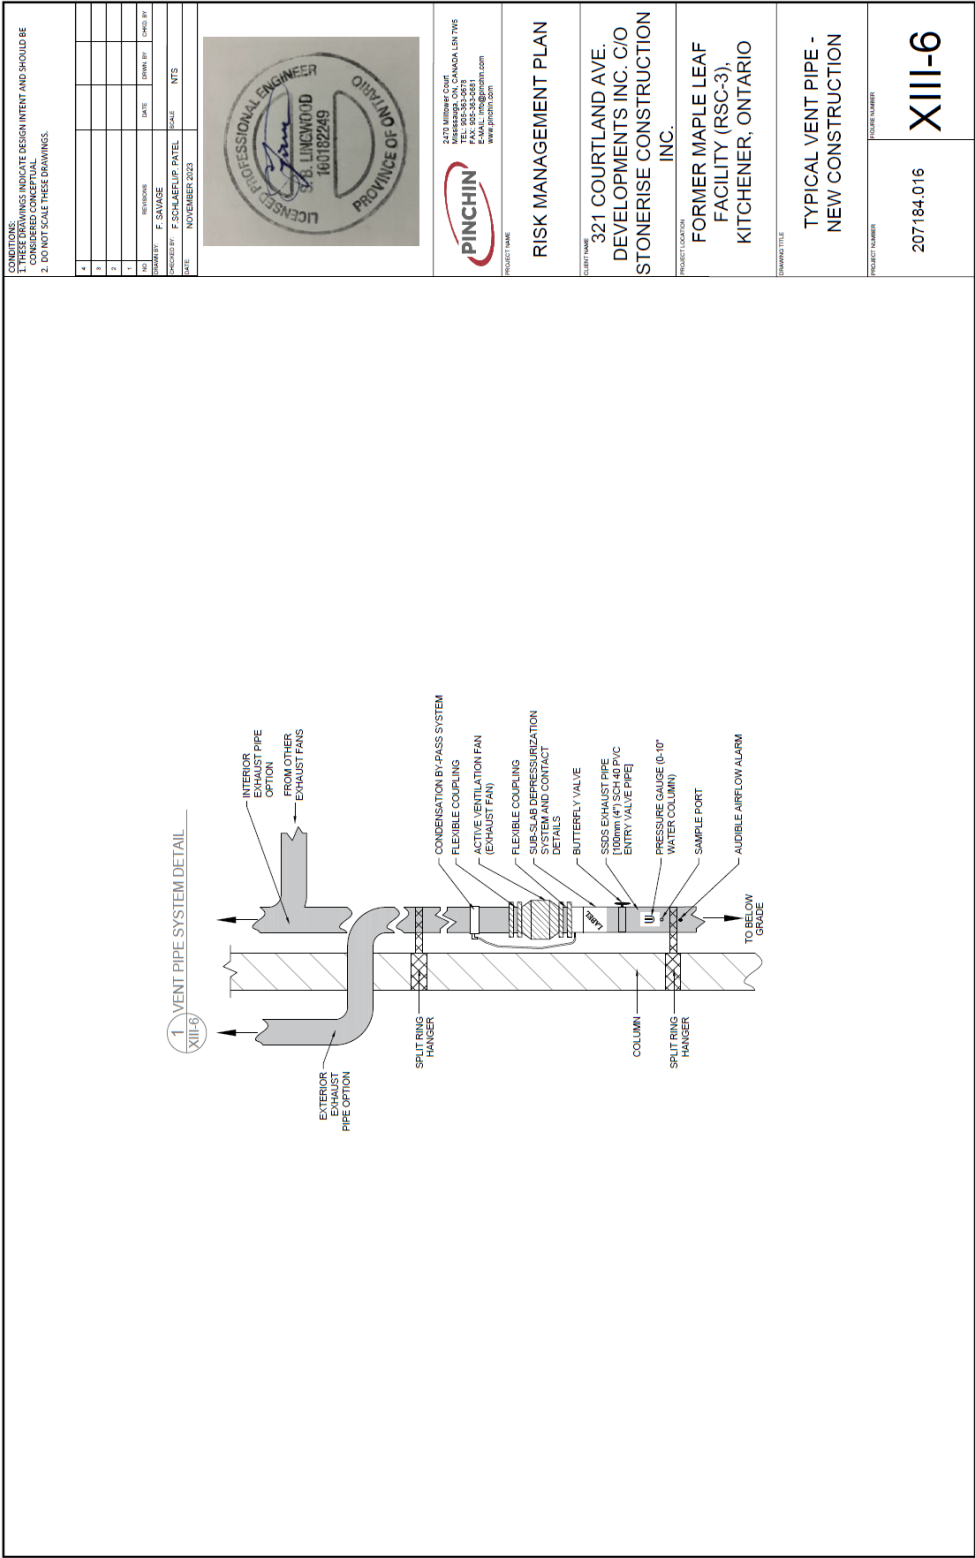 1
XIII-6
VENT PIPE SYSTEM DETAIL
INTERIOR
EXHAUST PIPE
OPTION
FROM OTHER
EXHAUST FANS
EXTERIOR
EXHAUST
PIPE OPTION
SPLIT RING
HANGER
COLUMN
SPLIT RING
HANGER
CONDENSATION BY-PASS SYSTEM
FLEXIBLE COUPLING
ACTIVE VENTILATION FAN
(EXHAUST FAN)
FLEXIBLE COUPLING
SUB-SLAB DEPRESSURIZATION
SYSTEM AND CONTACT
DETAILS
BUTTERFLY VALVE
SSDS EXHAUST PIPE
[100mm (4") SCH 40 PVC
ENTRY VALVE PIPE]
PRESSURE GAUGE (0-10"
WATER COLUMN)
SAMPLE PORT
AUDIBLE AIRFLOW ALARM
LABEL
TO BELOW
GRADE
CONDITIONS:
1. THESE DRAWINGS INDICATE DESIGN INTENT AND SHOULD BE
CONSIDERED CONCEPTUAL.
2. DO NOT SCALE THESE DRAWINGS.
4
3
2
1
NO REVISIONS DATE DRWN. BY CHKD. BY
DRAWN BY: F. SAVAGE
CHECKED BY: F.SCHLAEFLI/P. PATEL SCALE: NTS
DATE: NOVEMBER 2023
LICENSED PROFESSIONAL ENGINEER
S. B. LINGWOOD
100182249
PROVINCE OF ONTARIO
PINCHIN
2470 Milltower Court
Mississauga, ON, CANADA L5N 7W5
TEL: 905-363-0678
FAX: 905-363-0681
E-MAIL: info@pinchin.com
www.pinchin.com
PROJECT NAME
RISK MANAGEMENT PLAN
CLIENT NAME
321 COURTLAND AVE.
DEVELOPMENTS INC. C/O
STONERISE CONSTRUCTION
INC.
PROJECT LOCATION
FORMER MAPLE LEAF
FACILITY (RSC-3),
KITCHENER, ONTARIO
DRAWING TITLE
TYPICAL VENT PIPE -
NEW CONSTRUCTION
PROJECT NUMBER
207184.016
FIGURE NUMBER
XIII-6